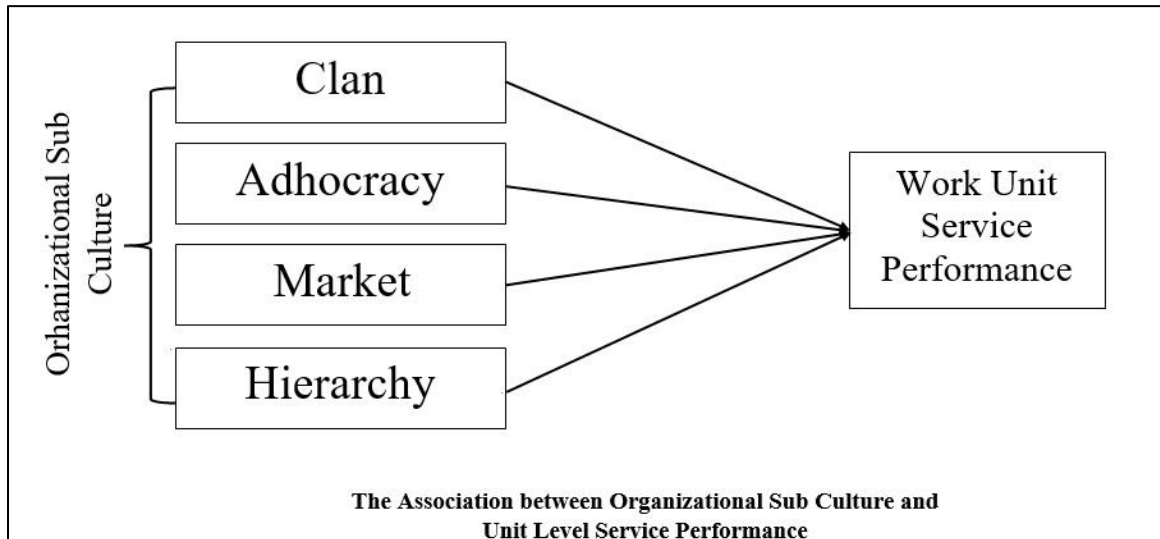 Orhanizational Sub
Culture
Clan
Adhocracy
Market
Hierarchy
Work Unit
Service
Performance
The Association between Organizational Sub Culture and
Unit Level Service Performance